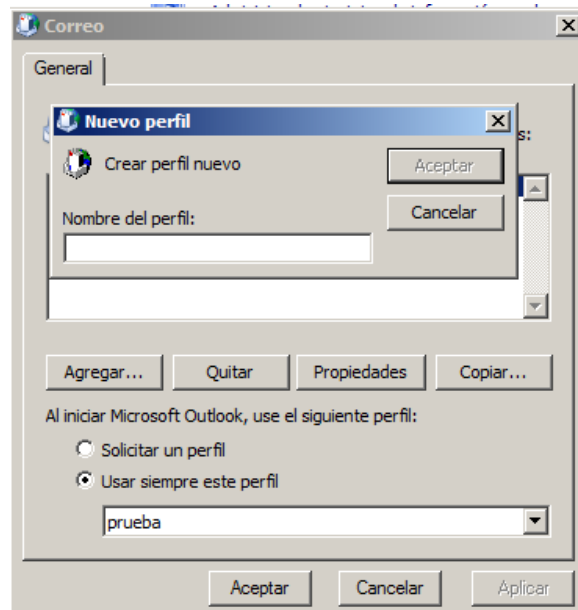 Correo
General
Nuevo perfil
s:
Crear perfil nuevo
Aceptar
Cancelar
Nombre del perfil:
Agregar...
Quitar
Propiedades
Copiar...
Al iniciar Microsoft Outlook, use el siguiente perfil:
Solicitar un perfil
Usar siempre este perfil
prueba
Aceptar
Cancelar
Aplicar